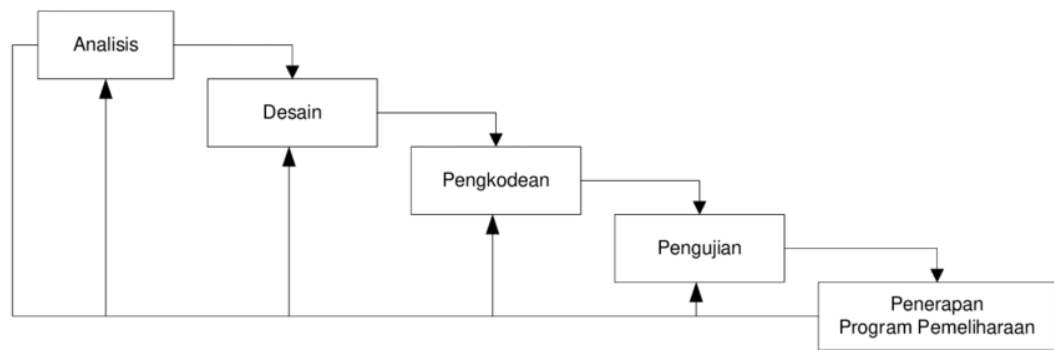 Analisis
Desain
Pengkodean
Pengujian
Penerapan
Program Pemeliharaan